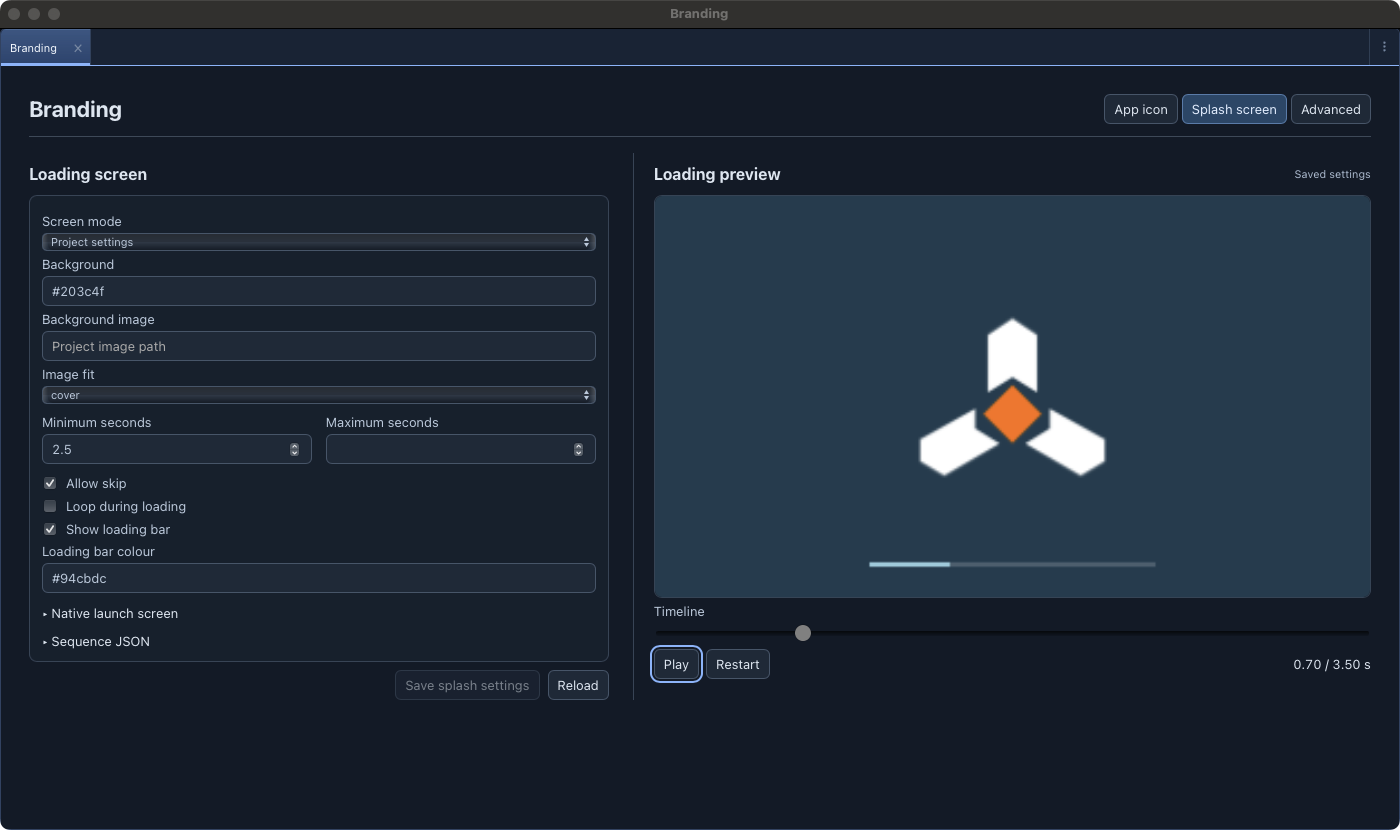 Branding
Branding
Branding
App icon
Splash screen
Advanced
Loading screen
Screen mode
Project settings
Background
#203c4f
Background image
Project image path
Image fit
cover
Minimum seconds
Maximum seconds
2.5
Allow skip
Loop during loading
Show loading bar
Loading bar colour
#94cbdc
Native launch screen
Sequence JSON
Save splash settings
Reload
Loading preview
Saved settings
Timeline
Play
Restart
0.70 / 3.50 s